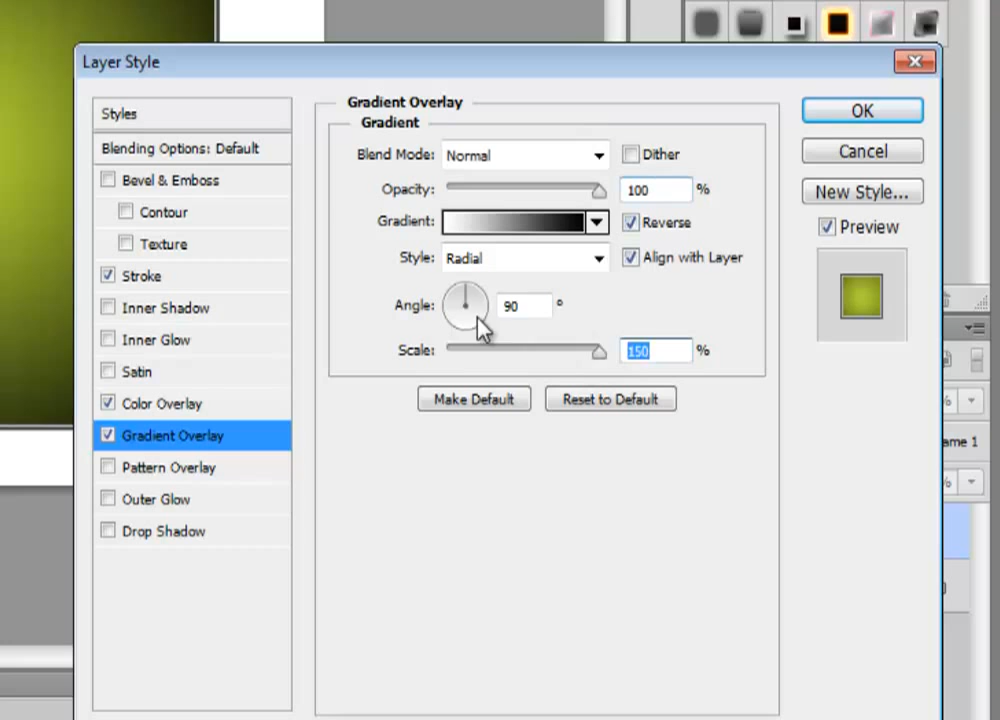 Layer Style
Styles
Blending Options: Default
Bevel & Emboss
Contour
Texture
Stroke
Inner Shadow
Inner Glow
Satin
Color Overlay
Gradient Overlay
Pattern Overlay
Outer Glow
Drop Shadow
Gradient Overlay
Gradient
Blend Mode: Normal Dither
Opacity: 100 %
Gradient: Reverse
Style: Radial Align with Layer
Angle: 90 °
Scale: 150 %
Make Default Reset to Default
OK
Cancel
New Style...
Preview
%
ame 1
%